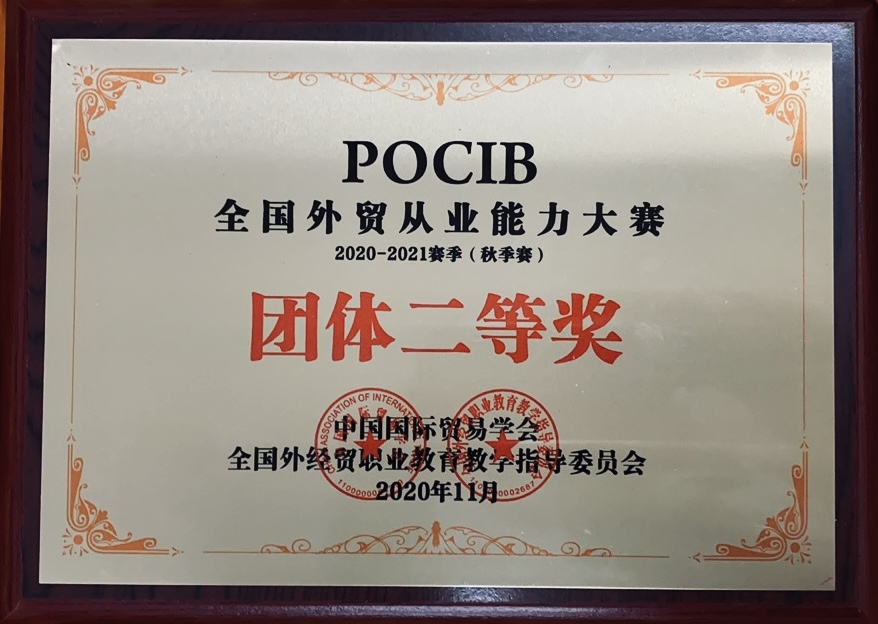 POCIB
全国外贸从业能力大赛
2020-2021赛季（秋季赛）
团体二等奖
中国国际贸易学会
全国外经贸职业教育教学指导委员会
2020年11月